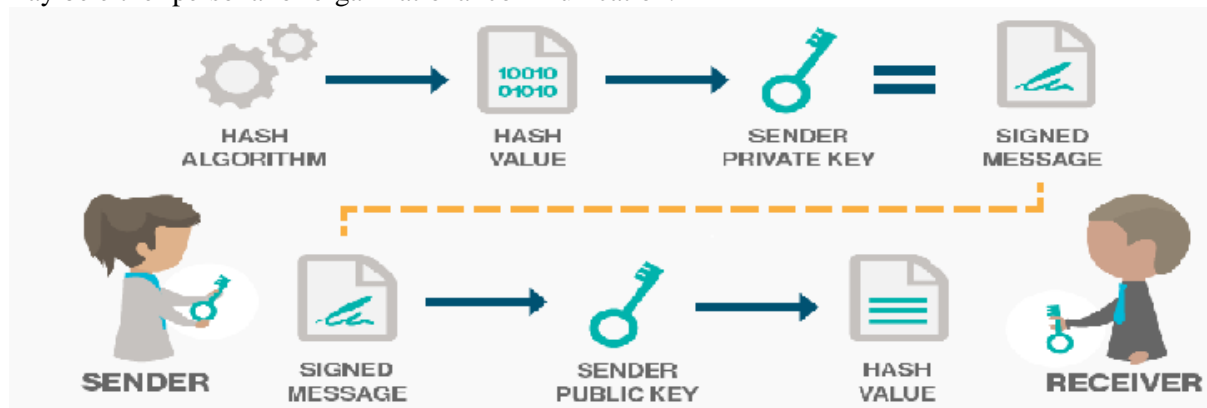 HASH
ALGORITHM
HASH
VALUE
10010
01010
SENDER
PRIVATE KEY
SIGNED
MESSAGE
SENDER
SIGNED
MESSAGE
SENDER
PUBLIC KEY
HASH
VALUE
RECEIVER